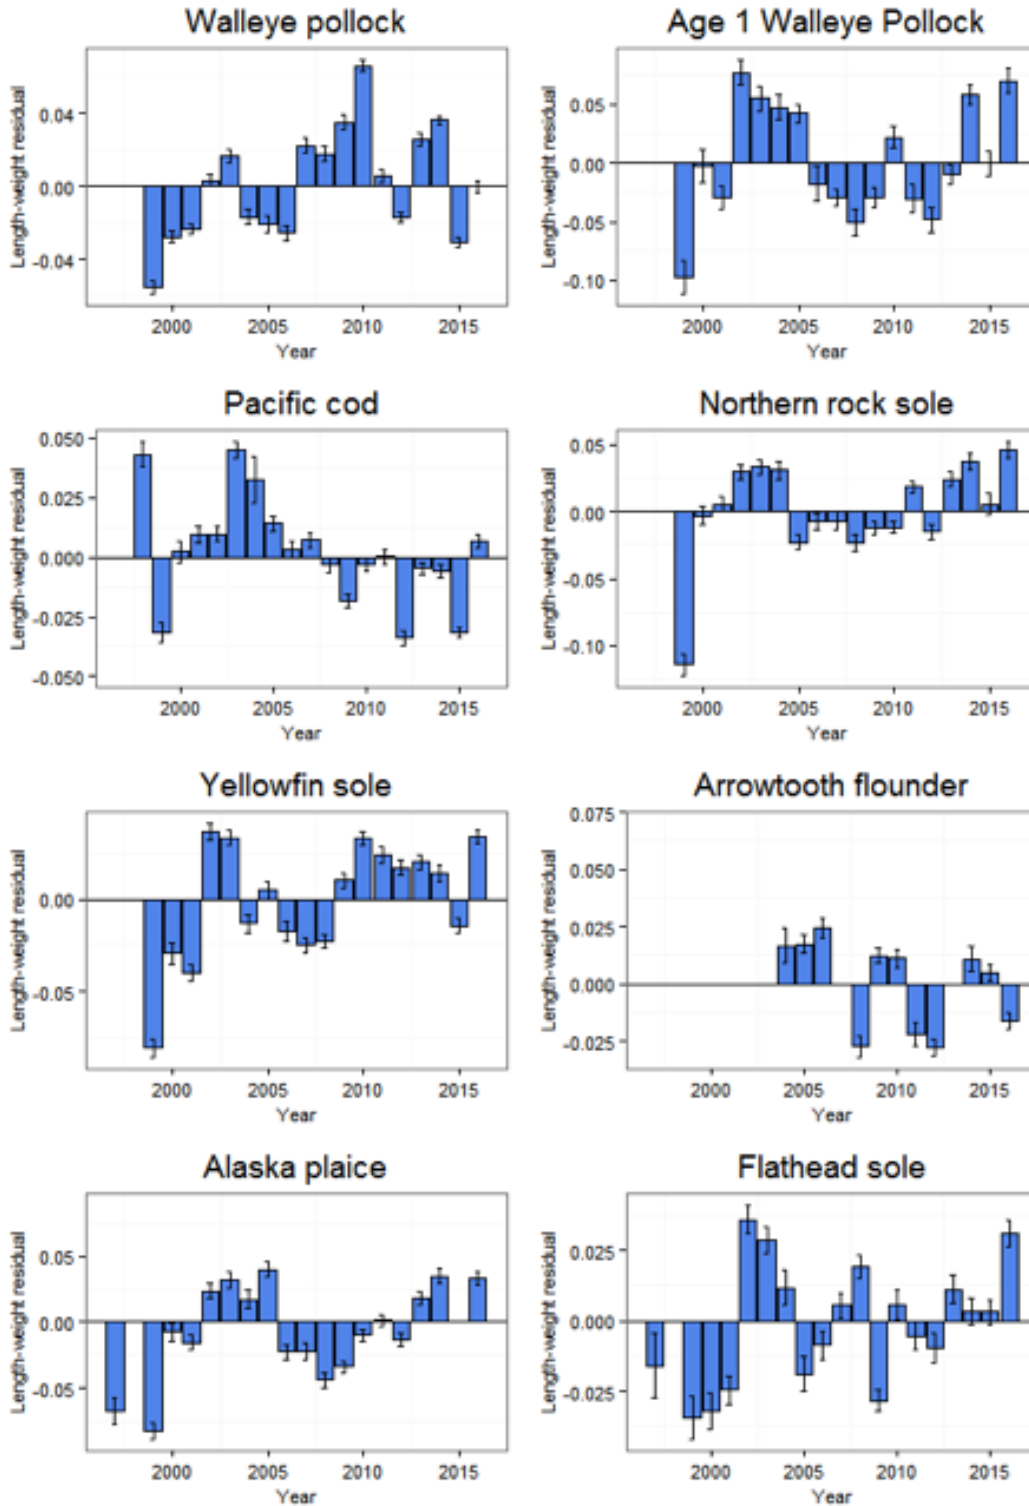 Walleye pollock
Length-weight residual
0.04
0.00
-0.04
2000 2005 2010 2015
Year
Age 1 Walleye Pollock
Length-weight residual
0.05
0.00
-0.05
-0.10
2000 2005 2010 2015
Year
Pacific cod
Length-weight residual
0.050
0.025
0.000
-0.025
-0.050
2000 2005 2010 2015
Year
Northern rock sole
Length-weight residual
0.05
0.00
-0.05
-0.10
2000 2005 2010 2015
Year
Yellowfin sole
Length-weight residual
0.00
-0.05
2000 2005 2010 2015
Year
Arrowtooth flounder
Length-weight residual
0.075
0.050
0.025
0.000
-0.025
2000 2005 2010 2015
Year
Alaska plaice
Length-weight residual
0.05
0.00
-0.05
2000 2005 2010 2015
Year
Flathead sole
Length-weight residual
0.025
0.000
-0.025
2000 2005 2010 2015
Year